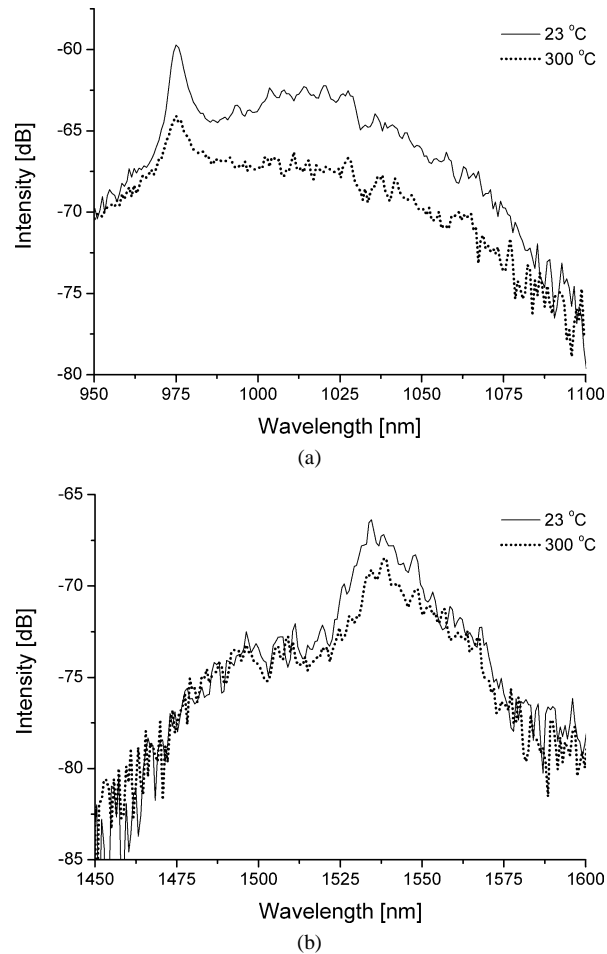 23 °C
300 °C
-60
-65
-70
-75
-80
Intensity [dB]
950 975 1000 1025 1050 1075 1100
Wavelength [nm]
(a)
23 °C
300 °C
-65
-70
-75
-80
-85
Intensity [dB]
1450 1475 1500 1525 1550 1575 1600
Wavelength [nm]
(b)